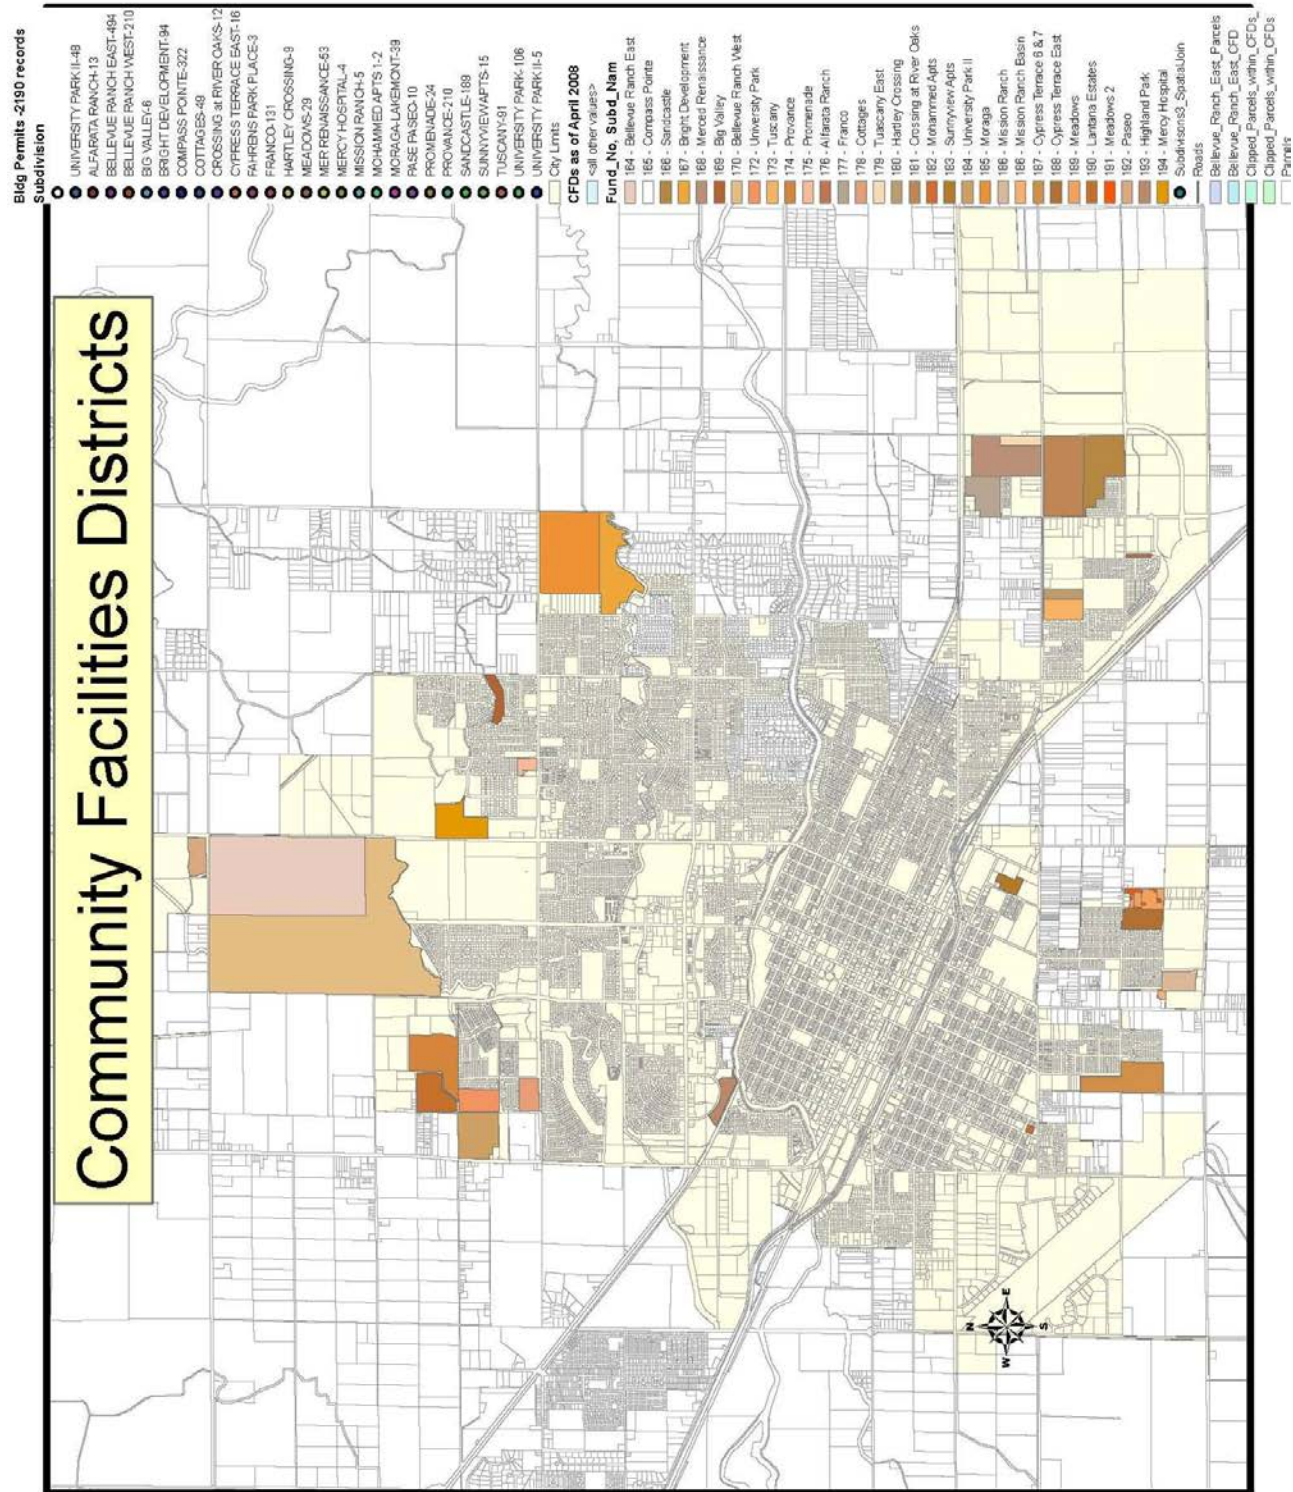 Community Facilities Districts
Bldg Permits -2190 records
Subdivision
UNIVERSITY PARK II-48
ALFARATA RANCH-13
BELLEVUE RANCH EAST-494
BELLEVUE RANCH WEST-210
BIG VALLEY-6
BRIGHT DEVELOPMENT-94
COMPASS POINTE-322
COTTAGES-49
CROSSING at RIVER OAKS-12
CYPRESS TERRACE EAST-16
FAHRENS PARK PLACE-3
FRANCO-131
HARTLEY CROSSING-9
MEADOWS-29
MER RENAISSANCE-53
MERCY HOSPITAL-4
MISSION RANCH-5
MOHAMMED APTS 1-2
MORAGA-LAKEMONT-39
PASE PASEO-10
PROMENADE-24
PROVANCE-210
SANDCASTLE-189
SUNNYVIEW APTS-15
TUSCANY-91
UNIVERSITY PARK-106
UNIVERSITY PARK II-5
City Limits
CFDs as of April 2008
<all other values>
Fund_No, Subd_Nam
164 - Bellevue Ranch East
165 - Compass Pointe
166 - Sandcastle
167 - Bright Development
168 - Merced Renaissance
169 - Big Valley
170 - Bellevue Ranch West
172 - University Park
173 - Tuscany
174 - Provance
175 - Promenade
176 - Alfarata Ranch
177 - Franco
178 - Cottages
179 - Tuascany East
180 - Hartley Crossing
181 - Crossing at River Oaks
182 - Mohammed Apts
183 - Sunnyview Apts
184 - University Park II
185 - Moraga
186 - Mission Ranch
186 - Mission Ranch Basin
187 - Cypress Terrace 6 & 7
188 - Cypress Terrace East
189 - Meadows
190 - Lantana Estates
191 - Meadows 2
192 - Paseo
193 - Highland Park
194 - Mercy Hospital
Subdivisons3_SpatialJoin
Roads
Bellevue_Ranch_East_Parcels
Bellevue_Ranch_East_CFD
Clipped_Parcels_within_CFDs_
Clipped_Parcels_within_CFDs
Parcels
N
W
E
S